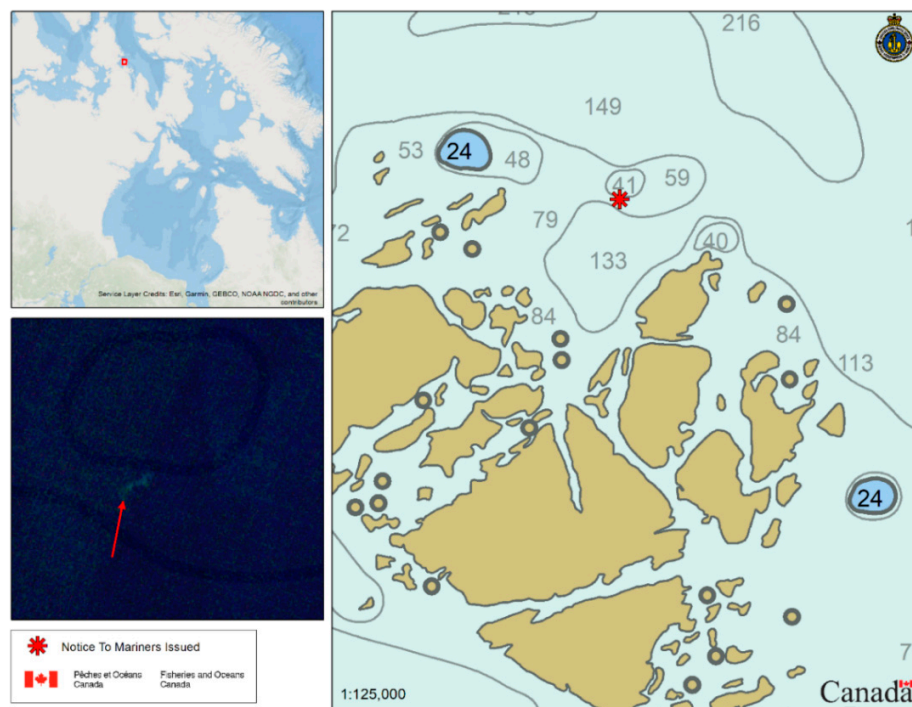 Service Layer Credits: Esri, Garmin, GEBCO, NOAA NGDC, and other
contributors
Notice To Mariners Issued
Pêches et Océans
Canada
Fisheries and Oceans
Canada
216
149
53
24
48
41
59
79
72
133
40
84
84
113
24
7
1:125,000
Canada